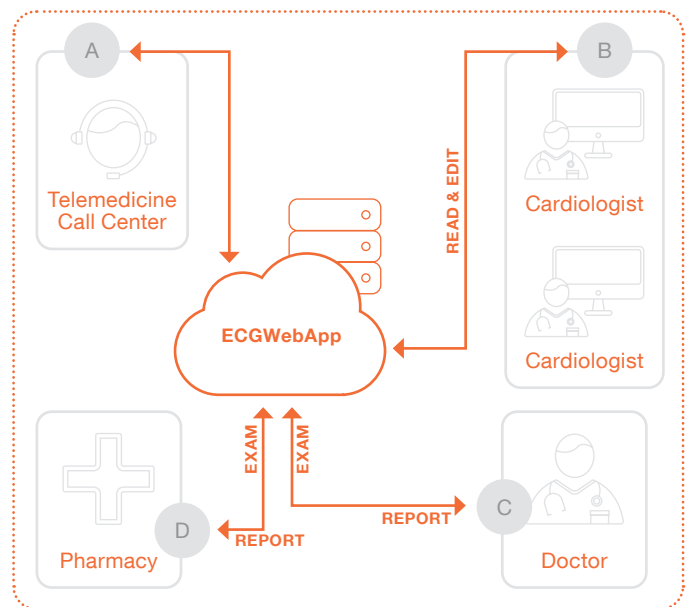 A
B
Telemedicine
Call Center
READ & EDIT
Cardiologist
ECGWebApp
Cardiologist
EXAM
EXAM
REPORT
REPORT
D
C
Pharmacy
Doctor